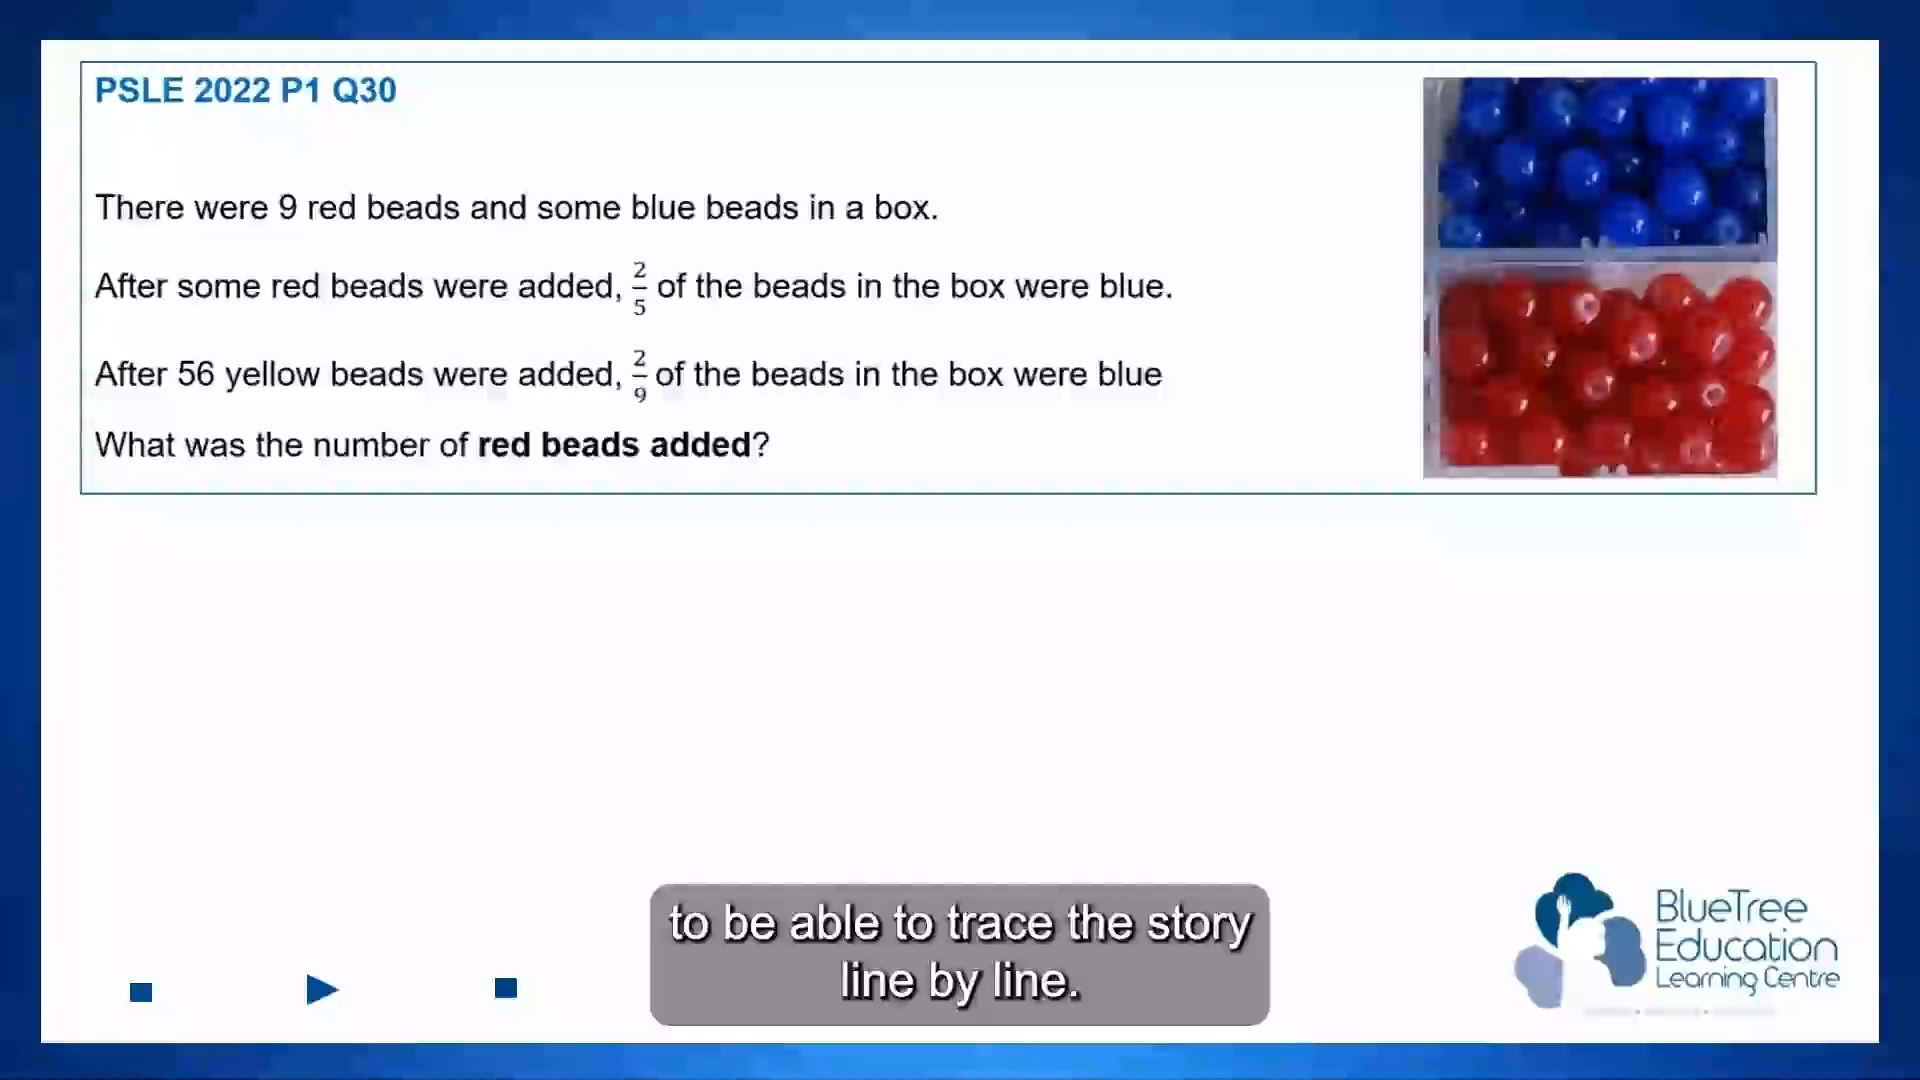 PSLE 2022 P1 Q30
There were 9 red beads and some blue beads in a box.
After some red beads were added, 2/5 of the beads in the box were blue.
After 56 yellow beads were added, 2/9 of the beads in the box were blue
What was the number of red beads added?
to be able to trace the story
line by line.
BlueTree
Education
Learning Centre